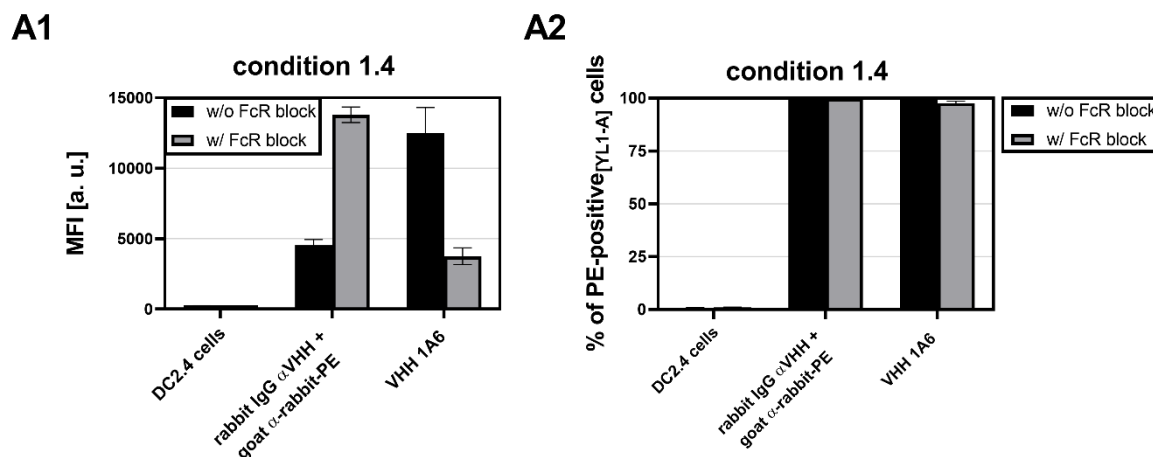 A1
condition 1.4
w/o FcR block
w/ FcR block
MFI [a. u.]
15000
10000
5000
0
DC2.4 cells
rabbit IgG αVHH +
goat α-rabbit-PE
VHH 1A6
A2
condition 1.4
% of PE-positive[YL1-A] cells
100
75
50
25
0
DC2.4 cells
rabbit IgG αVHH +
goat α-rabbit-PE
VHH 1A6
w/o FcR block
w/ FcR block